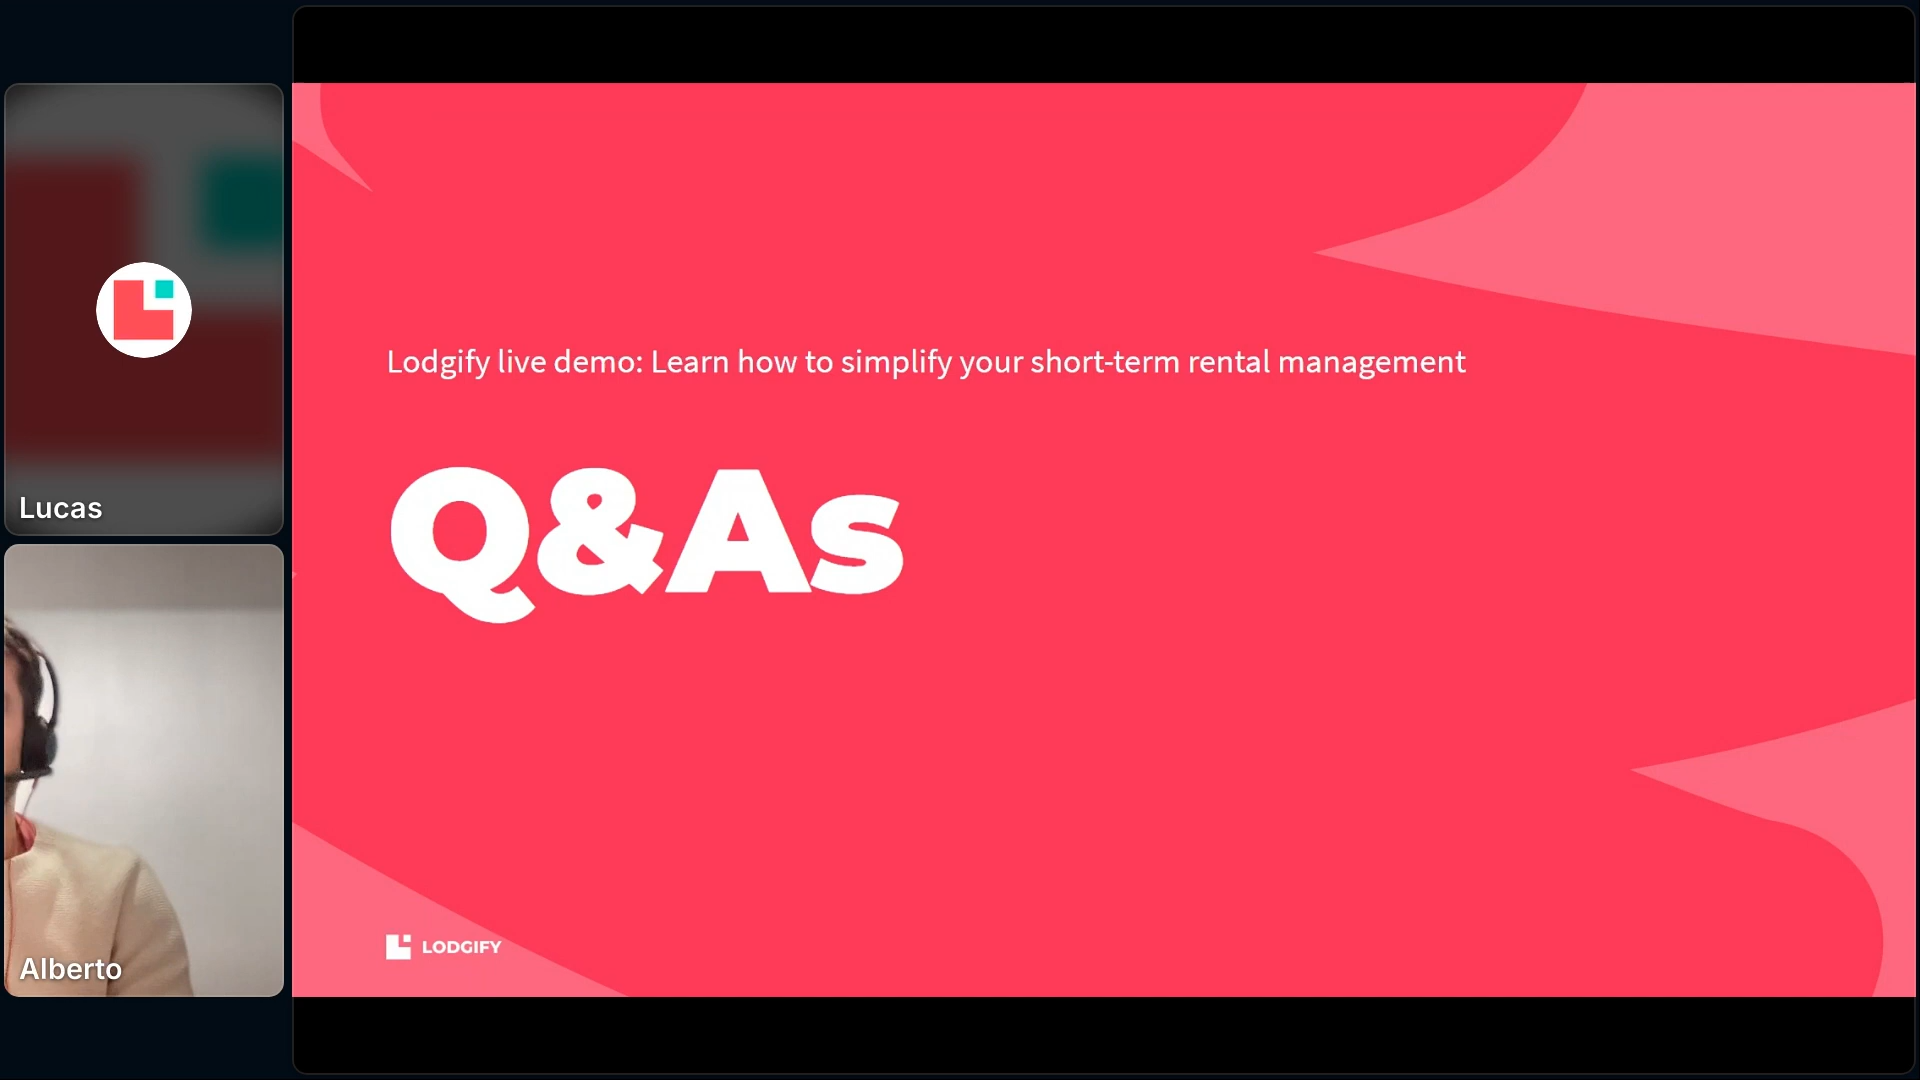 Lucas
Alberto
Lodgify live demo: Learn how to simplify your short-term rental management
Q&As
LODGIFY